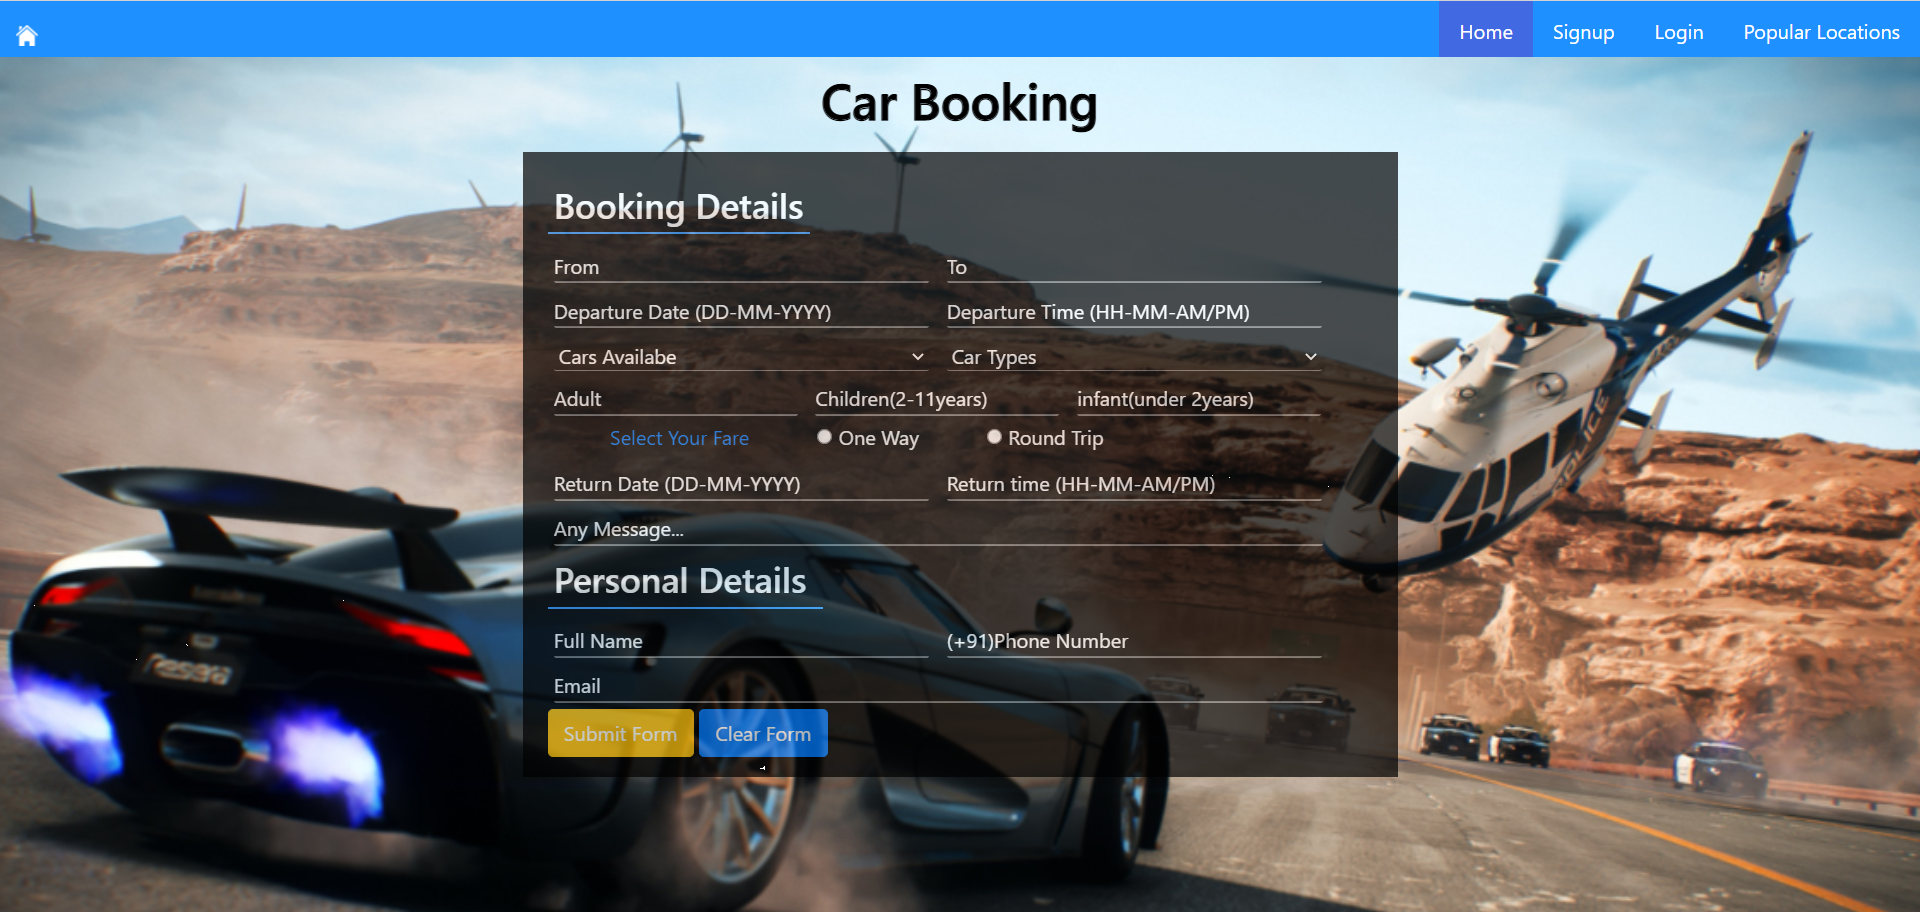 Home Signup Login Popular Locations
Car Booking
Booking Details
From To
Departure Date (DD-MM-YYYY) Departure Time (HH-MM-AM/PM)
Cars Availabe Car Types
Adult Children(2-11years) infant(under 2years)
Select Your Fare One Way Round Trip
Return Date (DD-MM-YYYY) Return time (HH-MM-AM/PM)
Any Message...
Personal Details
Full Name (+91)Phone Number
Email
Submit Form Clear Form
POLICE